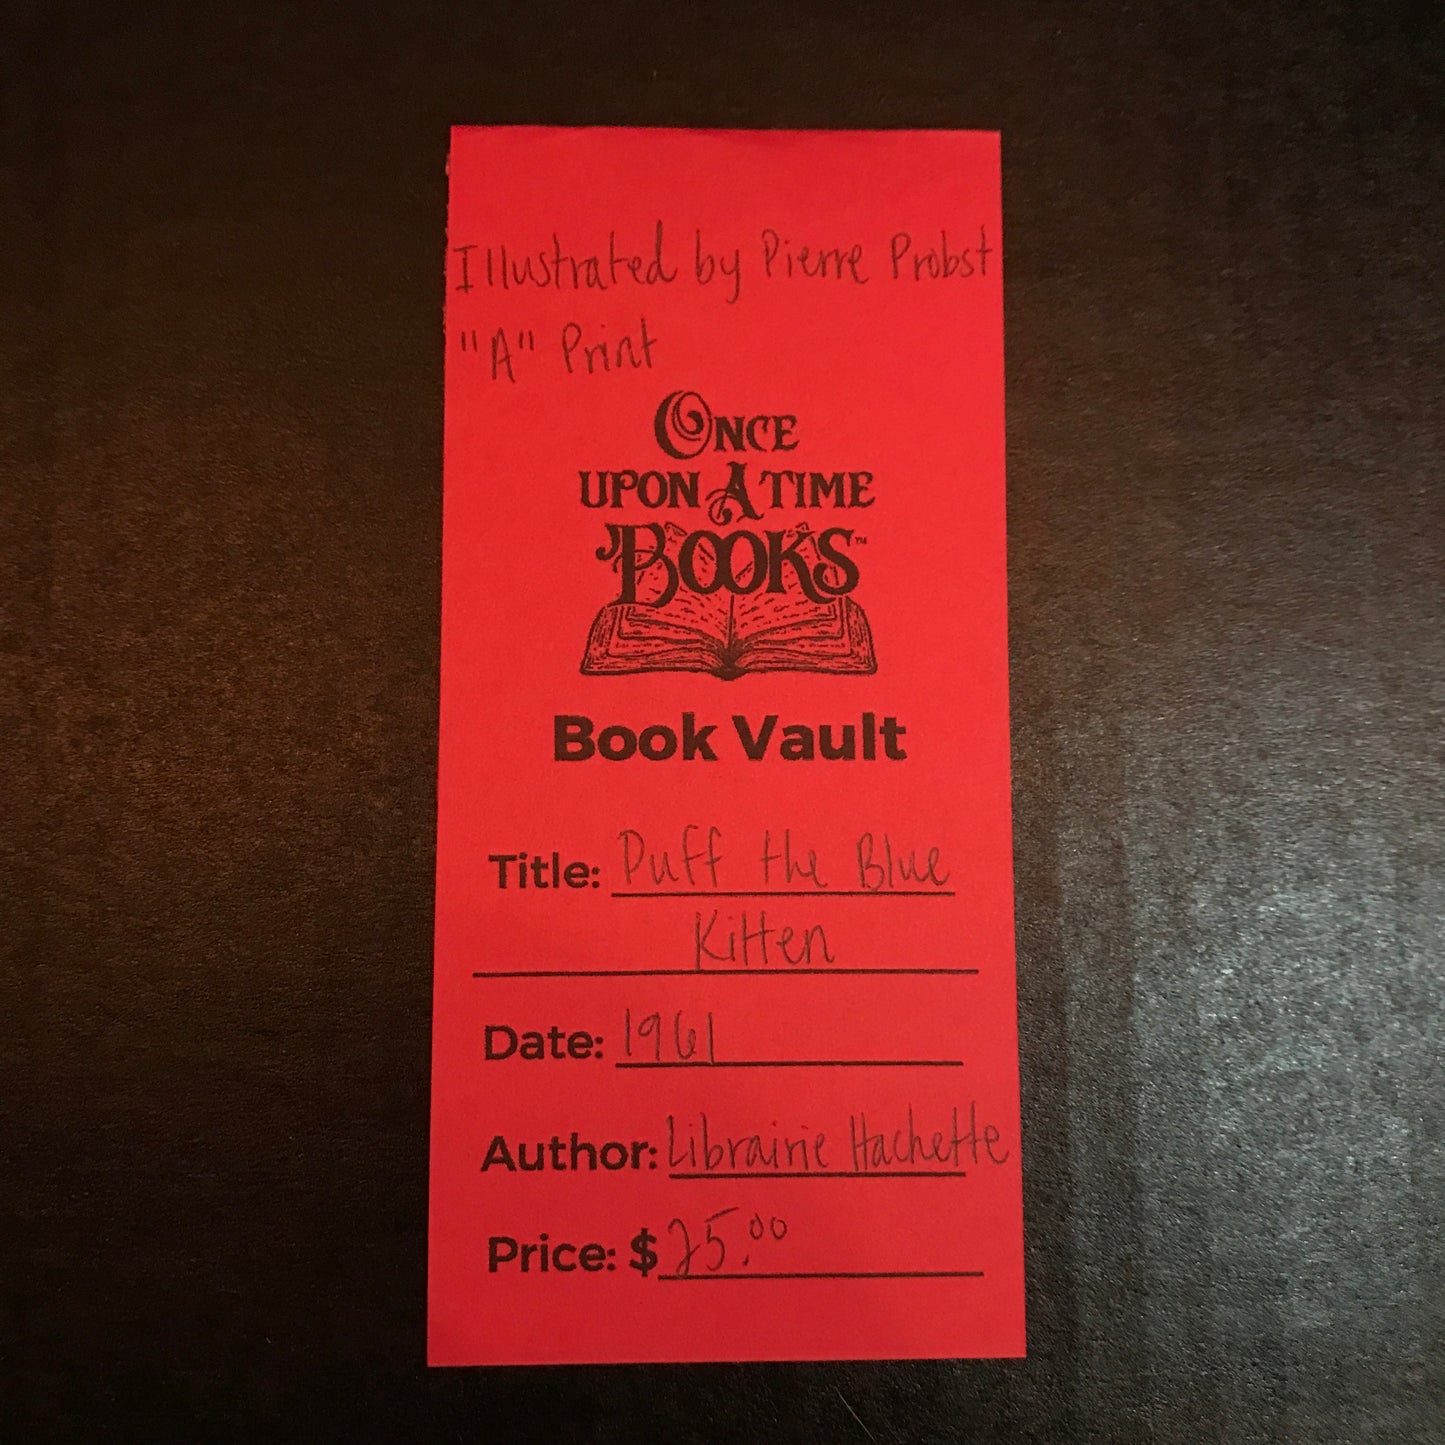 Illustrated by Pierre Probst
"A" Print
ONCE
UPON A TIME
BOOKS™
Book Vault
Title: Puff the Blue
Kitten
Date: 1961
Author: Librairie Hachette
Price: $25.00